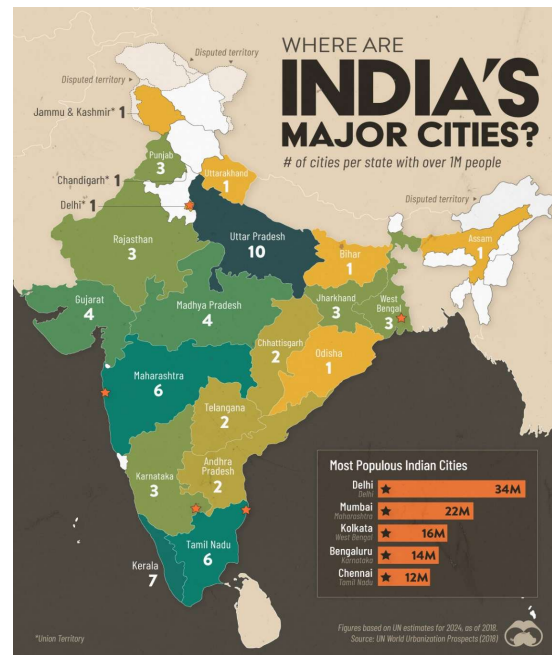 WHERE ARE
INDIA'S
MAJOR CITIES?
# of cities per state with over 1M people
Disputed territory
Disputed territory
Jammu & Kashmir* 1
Punjab
3
Chandigarh* 1
Uttarakhand
1
Delhi* 1
Disputed territory
Rajasthan
3
Uttar Pradesh
10
Bihar
1
Assam
1
Gujarat
4
Madhya Pradesh
4
Jharkhand
3
West
Bengal
3
Chhattisgarh
2
Odisha
1
Maharashtra
6
Telangana
2
Andhra
Pradesh
2
Karnataka
3
Tamil Nadu
6
Kerala
7
Most Populous Indian Cities
Delhi
Delhi
34M
Mumbai
Maharashtra
22M
Kolkata
West Bengal
16M
Bengaluru
Karnataka
14M
Chennai
Tamil Nadu
12M
*Union Territory
Figures based on UN estimates for 2024, as of 2018.
Source: UN World Urbanization Prospects (2018)